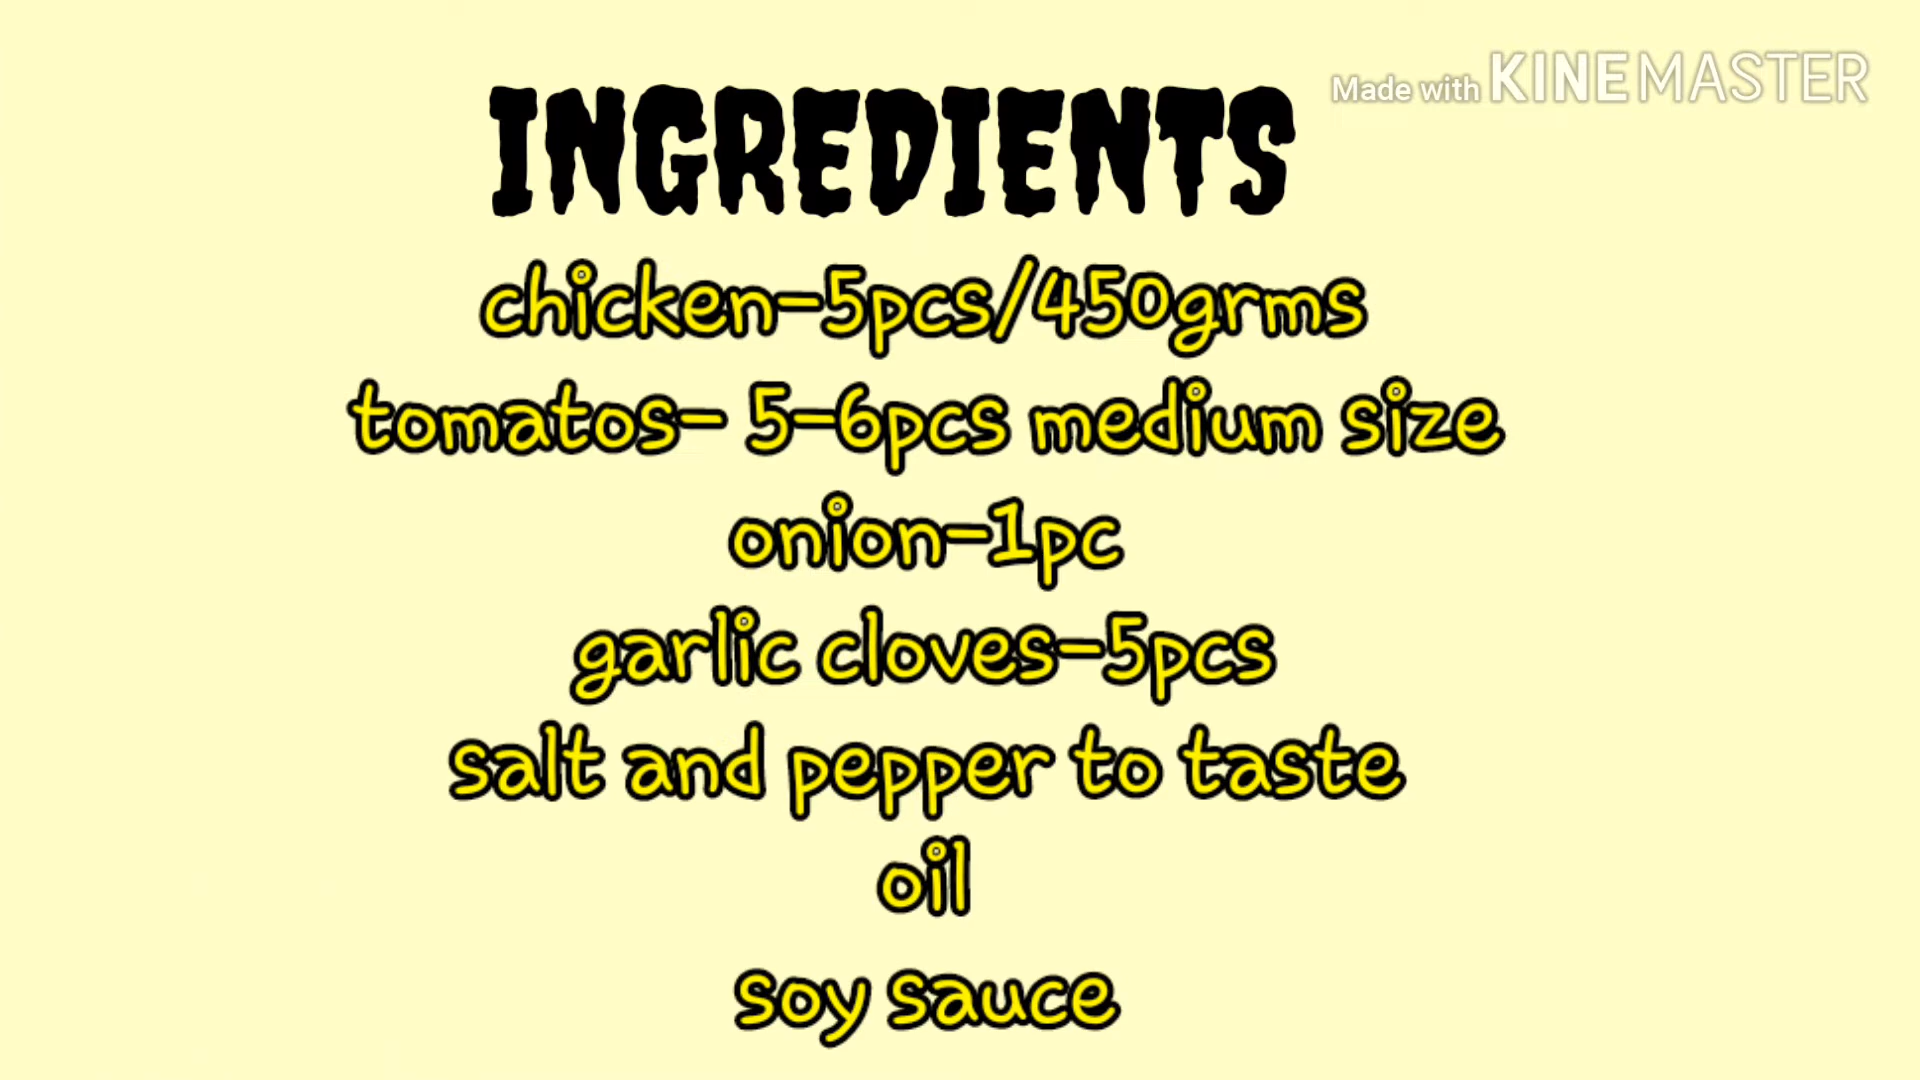 Made with KINEMASTER
INGREDIENTS
chicken-5pcs/450grms
tomatos- 5-6pcs medium size
onion-1pc
garlic cloves-5pcs
salt and pepper to taste
oil
soy sauce